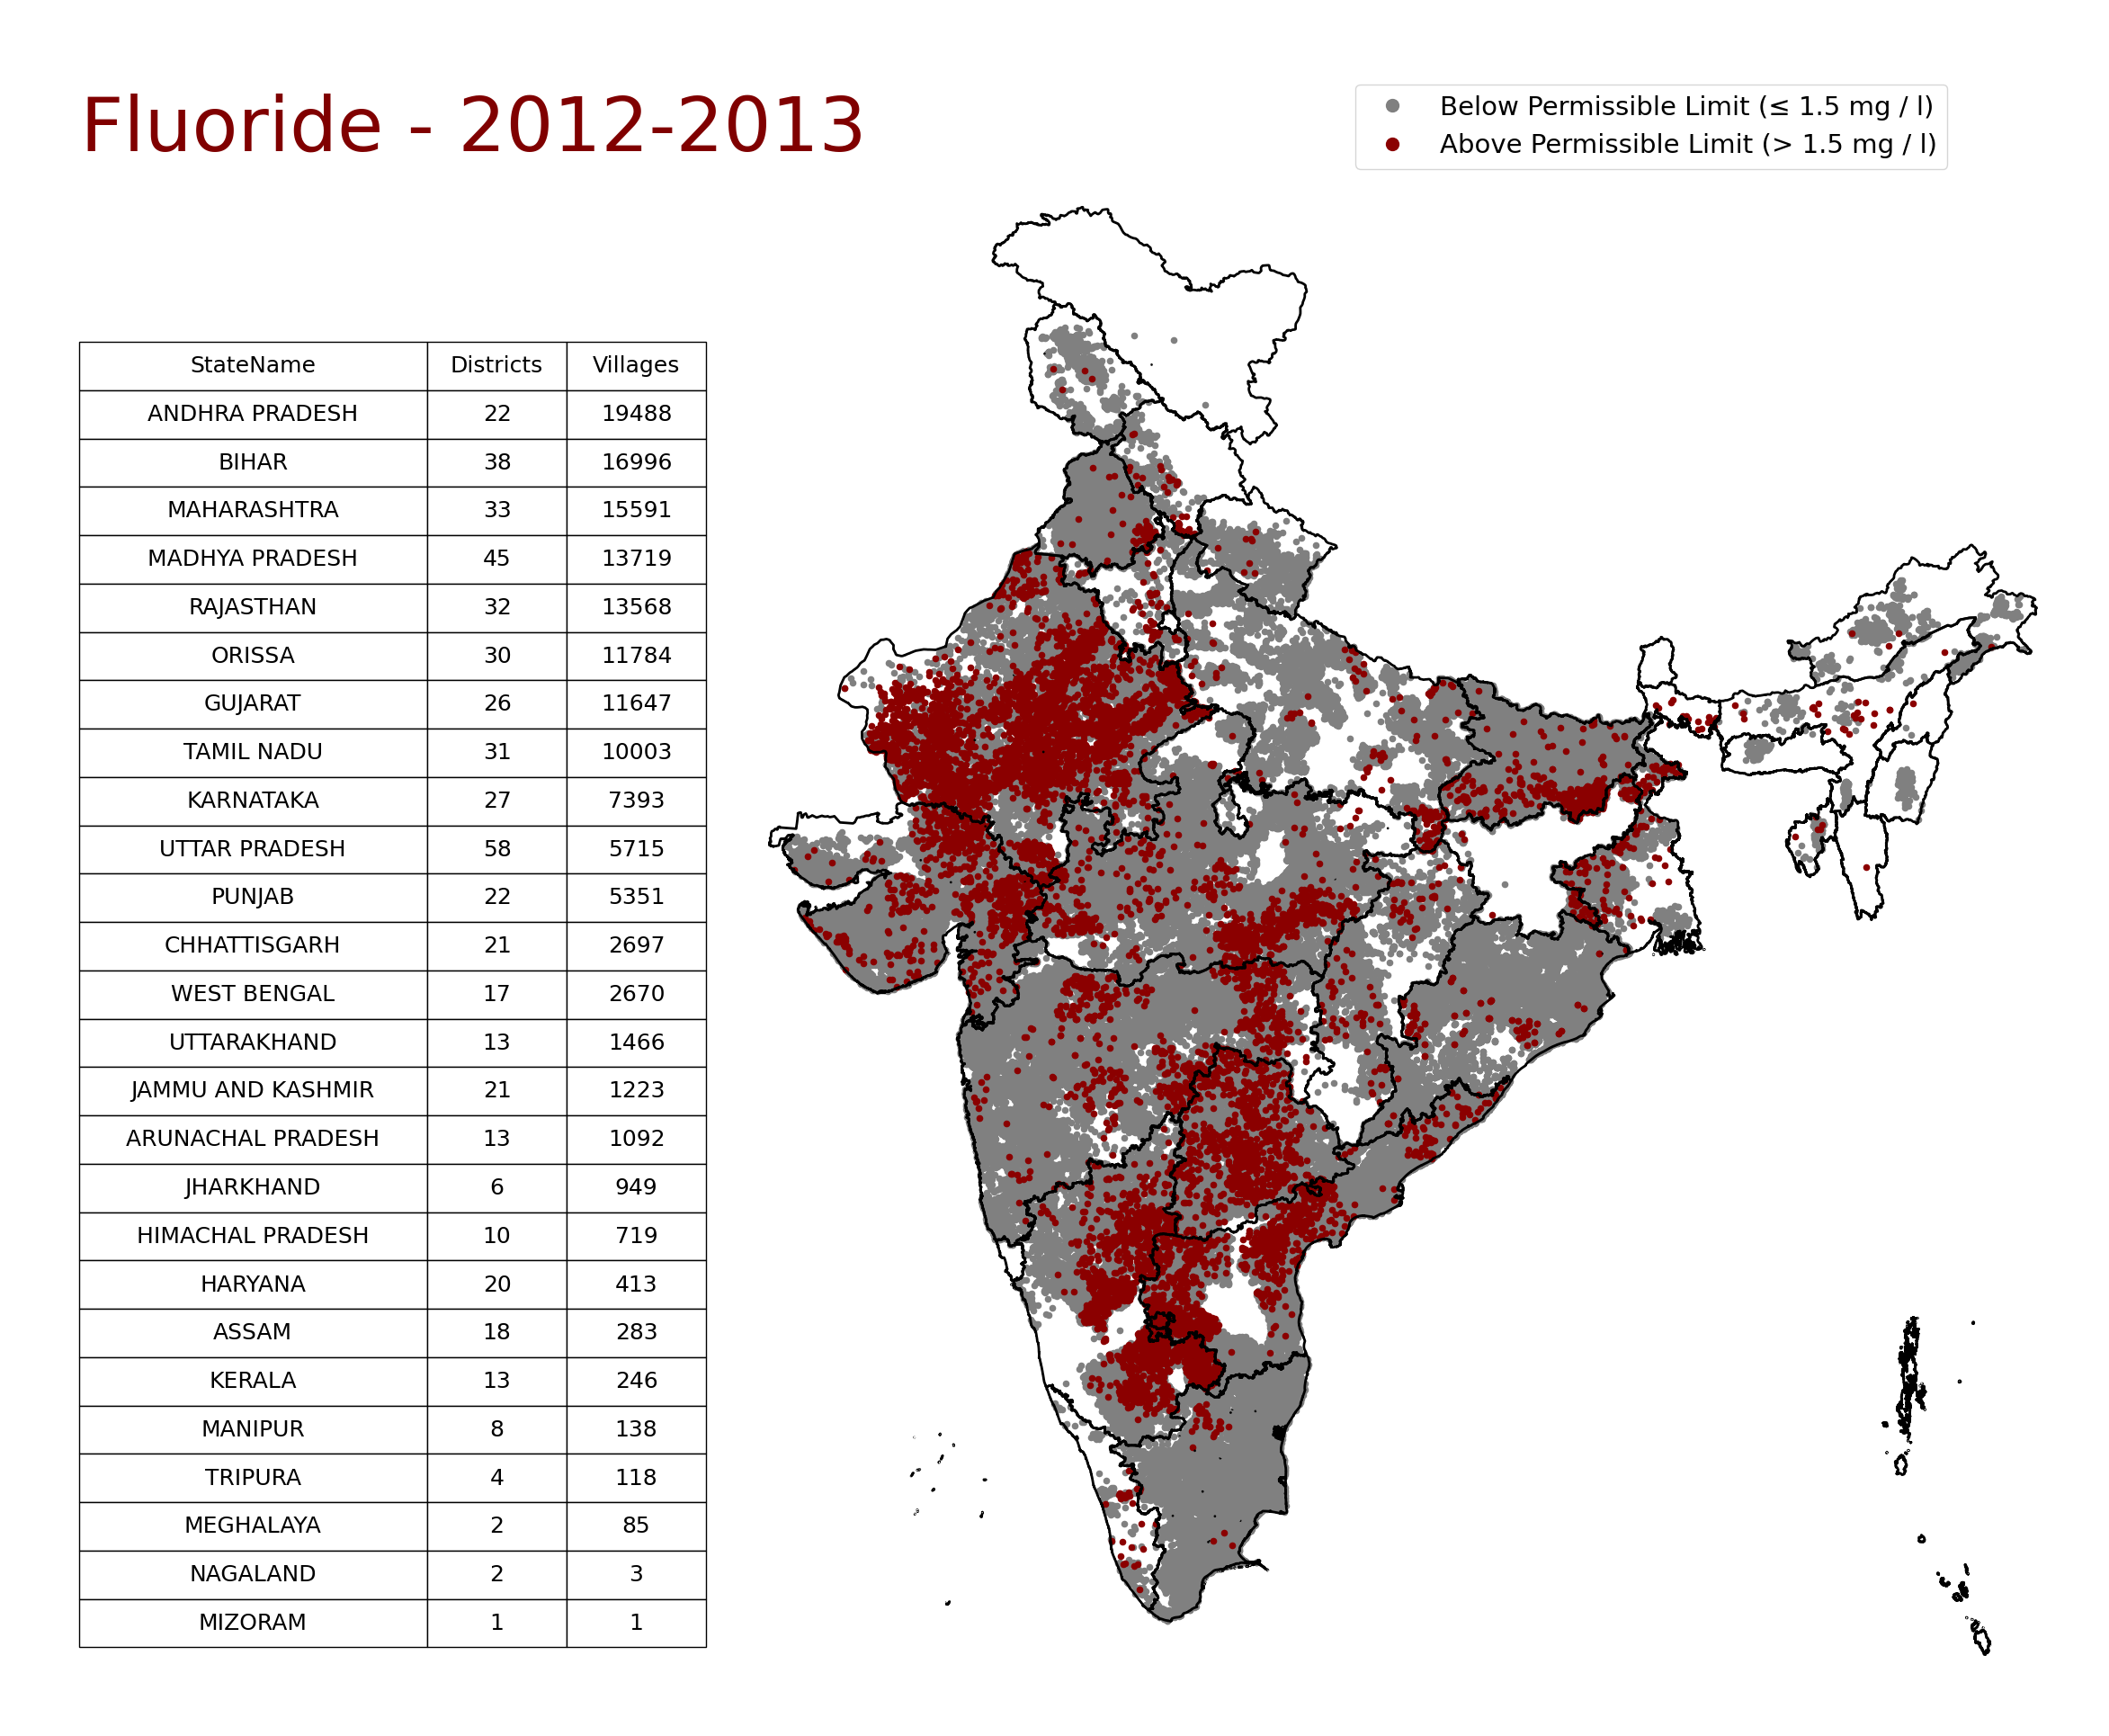 Fluoride - 2012-2013
Below Permissible Limit (≤ 1.5 mg / l)
Above Permissible Limit (> 1.5 mg / l)
StateName Districts Villages
ANDHRA PRADESH 22 19488
BIHAR 38 16996
MAHARASHTRA 33 15591
MADHYA PRADESH 45 13719
RAJASTHAN 32 13568
ORISSA 30 11784
GUJARAT 26 11647
TAMIL NADU 31 10003
KARNATAKA 27 7393
UTTAR PRADESH 58 5715
PUNJAB 22 5351
CHHATTISGARH 21 2697
WEST BENGAL 17 2670
UTTARAKHAND 13 1466
JAMMU AND KASHMIR 21 1223
ARUNACHAL PRADESH 13 1092
JHARKHAND 6 949
HIMACHAL PRADESH 10 719
HARYANA 20 413
ASSAM 18 283
KERALA 13 246
MANIPUR 8 138
TRIPURA 4 118
MEGHALAYA 2 85
NAGALAND 2 3
MIZORAM 1 1